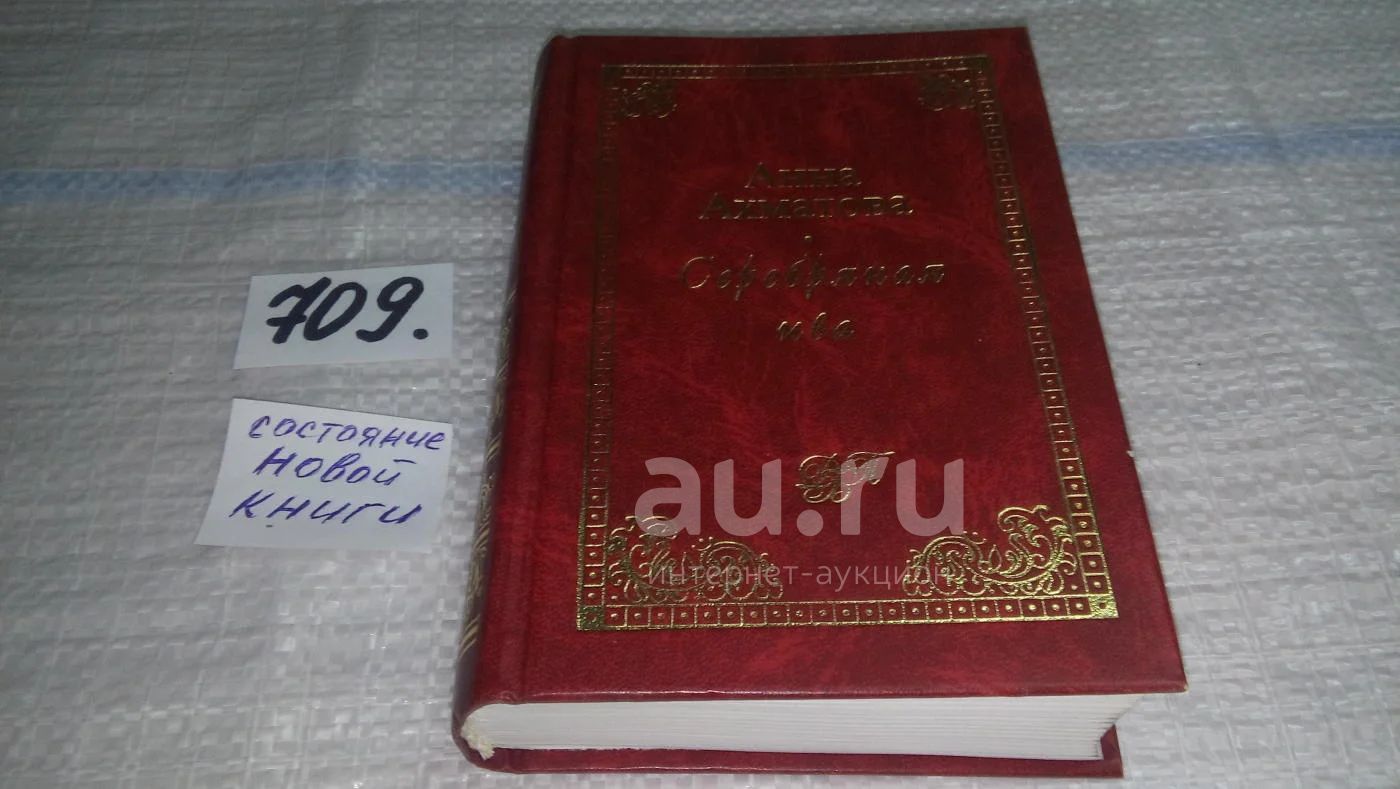 709.
состояние
новой
книги
Анна
Ахматова
Серебряная
ива
au.ru
интернет-аукцион